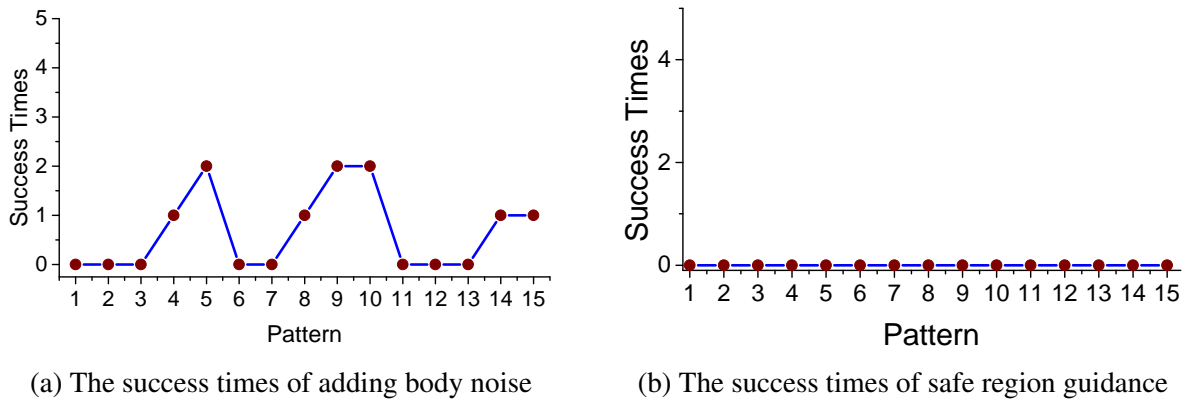 5
4
3
2
1
0
Success Times
1 2 3 4 5 6 7 8 9 10 11 12 13 14 15
Pattern
(a) The success times of adding body noise
4
2
0
Success Times
1 2 3 4 5 6 7 8 9 10 11 12 13 14 15
Pattern
(b) The success times of safe region guidance